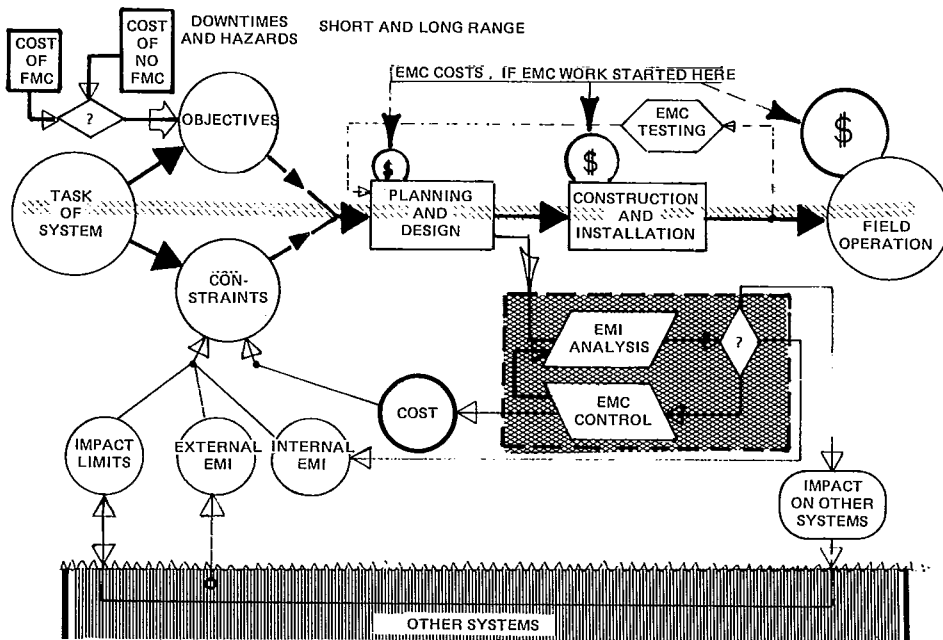 DOWNTIMES
AND HAZARDS
SHORT AND LONG RANGE
COST
OF
FMC
COST
OF
NO
FMC
?
OBJECTIVES
EMC COSTS, IF EMC WORK STARTED HERE
$
$
EMC
TESTING
$
TASK
OF
SYSTEM
PLANNING
AND
DESIGN
CONSTRUCTION
AND
INSTALLATION
FIELD
OPERATION
CON-
STRAINTS
EMI
ANALYSIS
?
EMC
CONTROL
COST
IMPACT
LIMITS
EXTERNAL
EMI
INTERNAL
EMI
IMPACT
ON OTHER
SYSTEMS
OTHER SYSTEMS